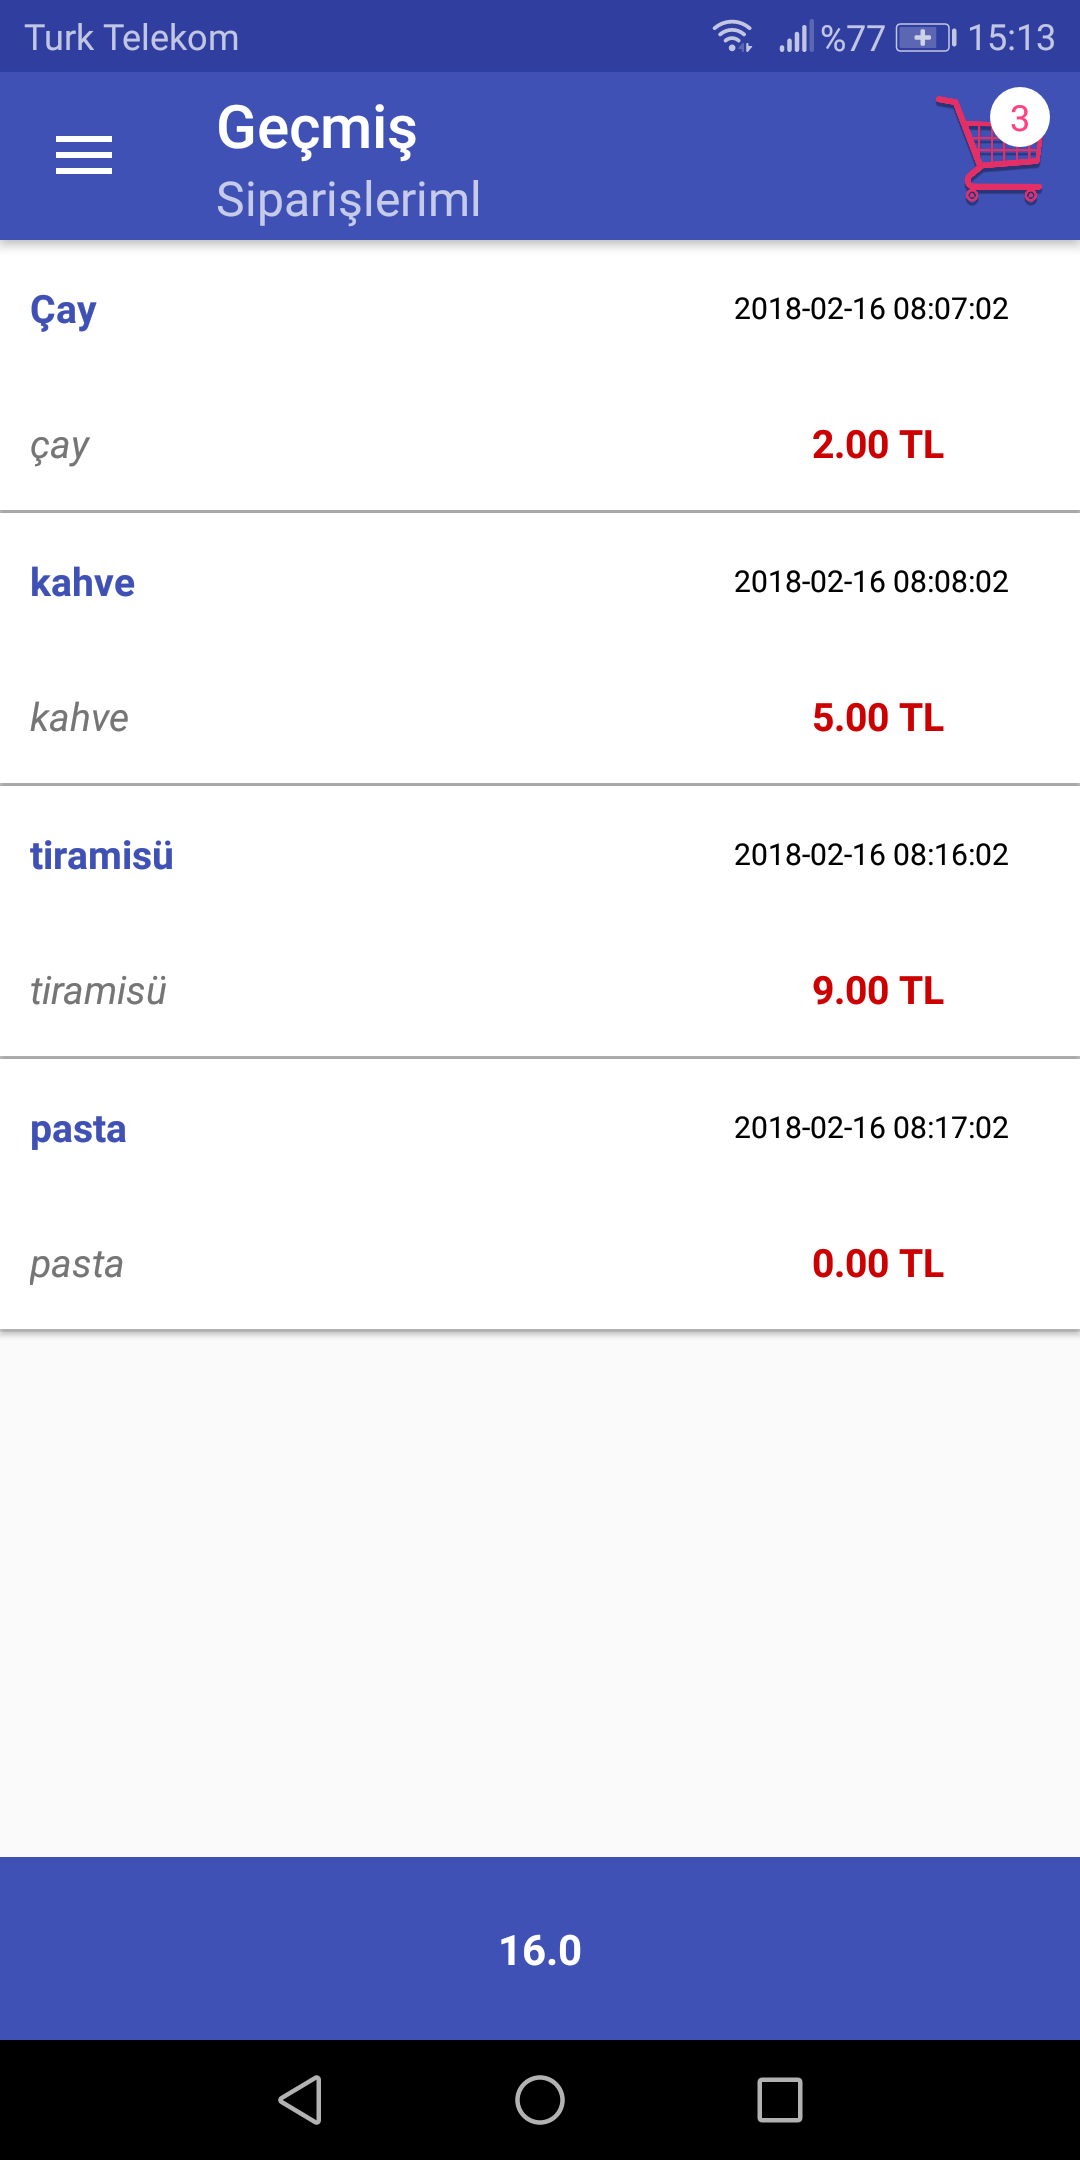 Turk Telekom %77 15:13
Geçmiş
3
Siparişleriml
Çay 2018-02-16 08:07:02
çay 2.00 TL
kahve 2018-02-16 08:08:02
kahve 5.00 TL
tiramisü 2018-02-16 08:16:02
tiramisü 9.00 TL
pasta 2018-02-16 08:17:02
pasta 0.00 TL
16.0